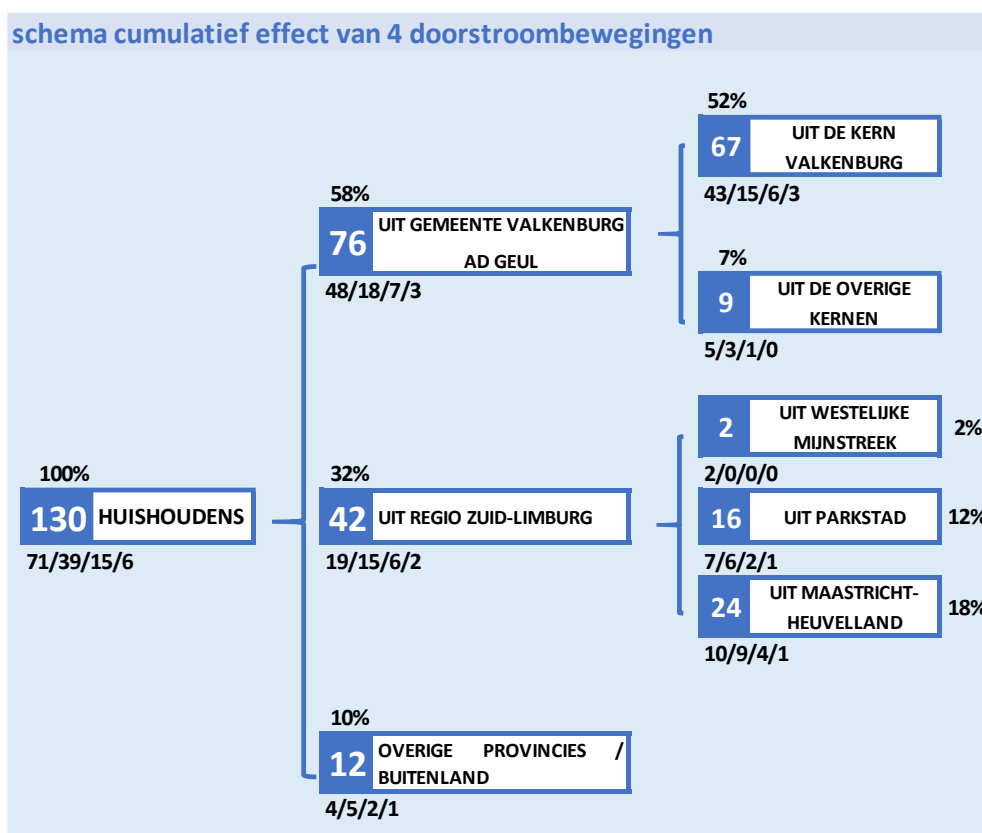 schema cumulatief effect van 4 doorstroombewegingen
100%
130 HUISHOUDENS
71/39/15/6
58%
76 UIT GEMEENTE VALKENBURG
AD GEUL
48/18/7/3
52%
67 UIT DE KERN
VALKENBURG
43/15/6/3
7%
9 UIT DE OVERIGE
KERNEN
5/3/1/0
32%
42 UIT REGIO ZUID-LIMBURG
19/15/6/2
2 UIT WESTELIJKE
MIJNSTREEK
2%
2/0/0/0
16 UIT PARKSTAD 12%
7/6/2/1
24 UIT MAASTRICHT-
HEUVELLAND
18%
10/9/4/1
10%
12 OVERIGE PROVINCIES /
BUITENLAND
4/5/2/1